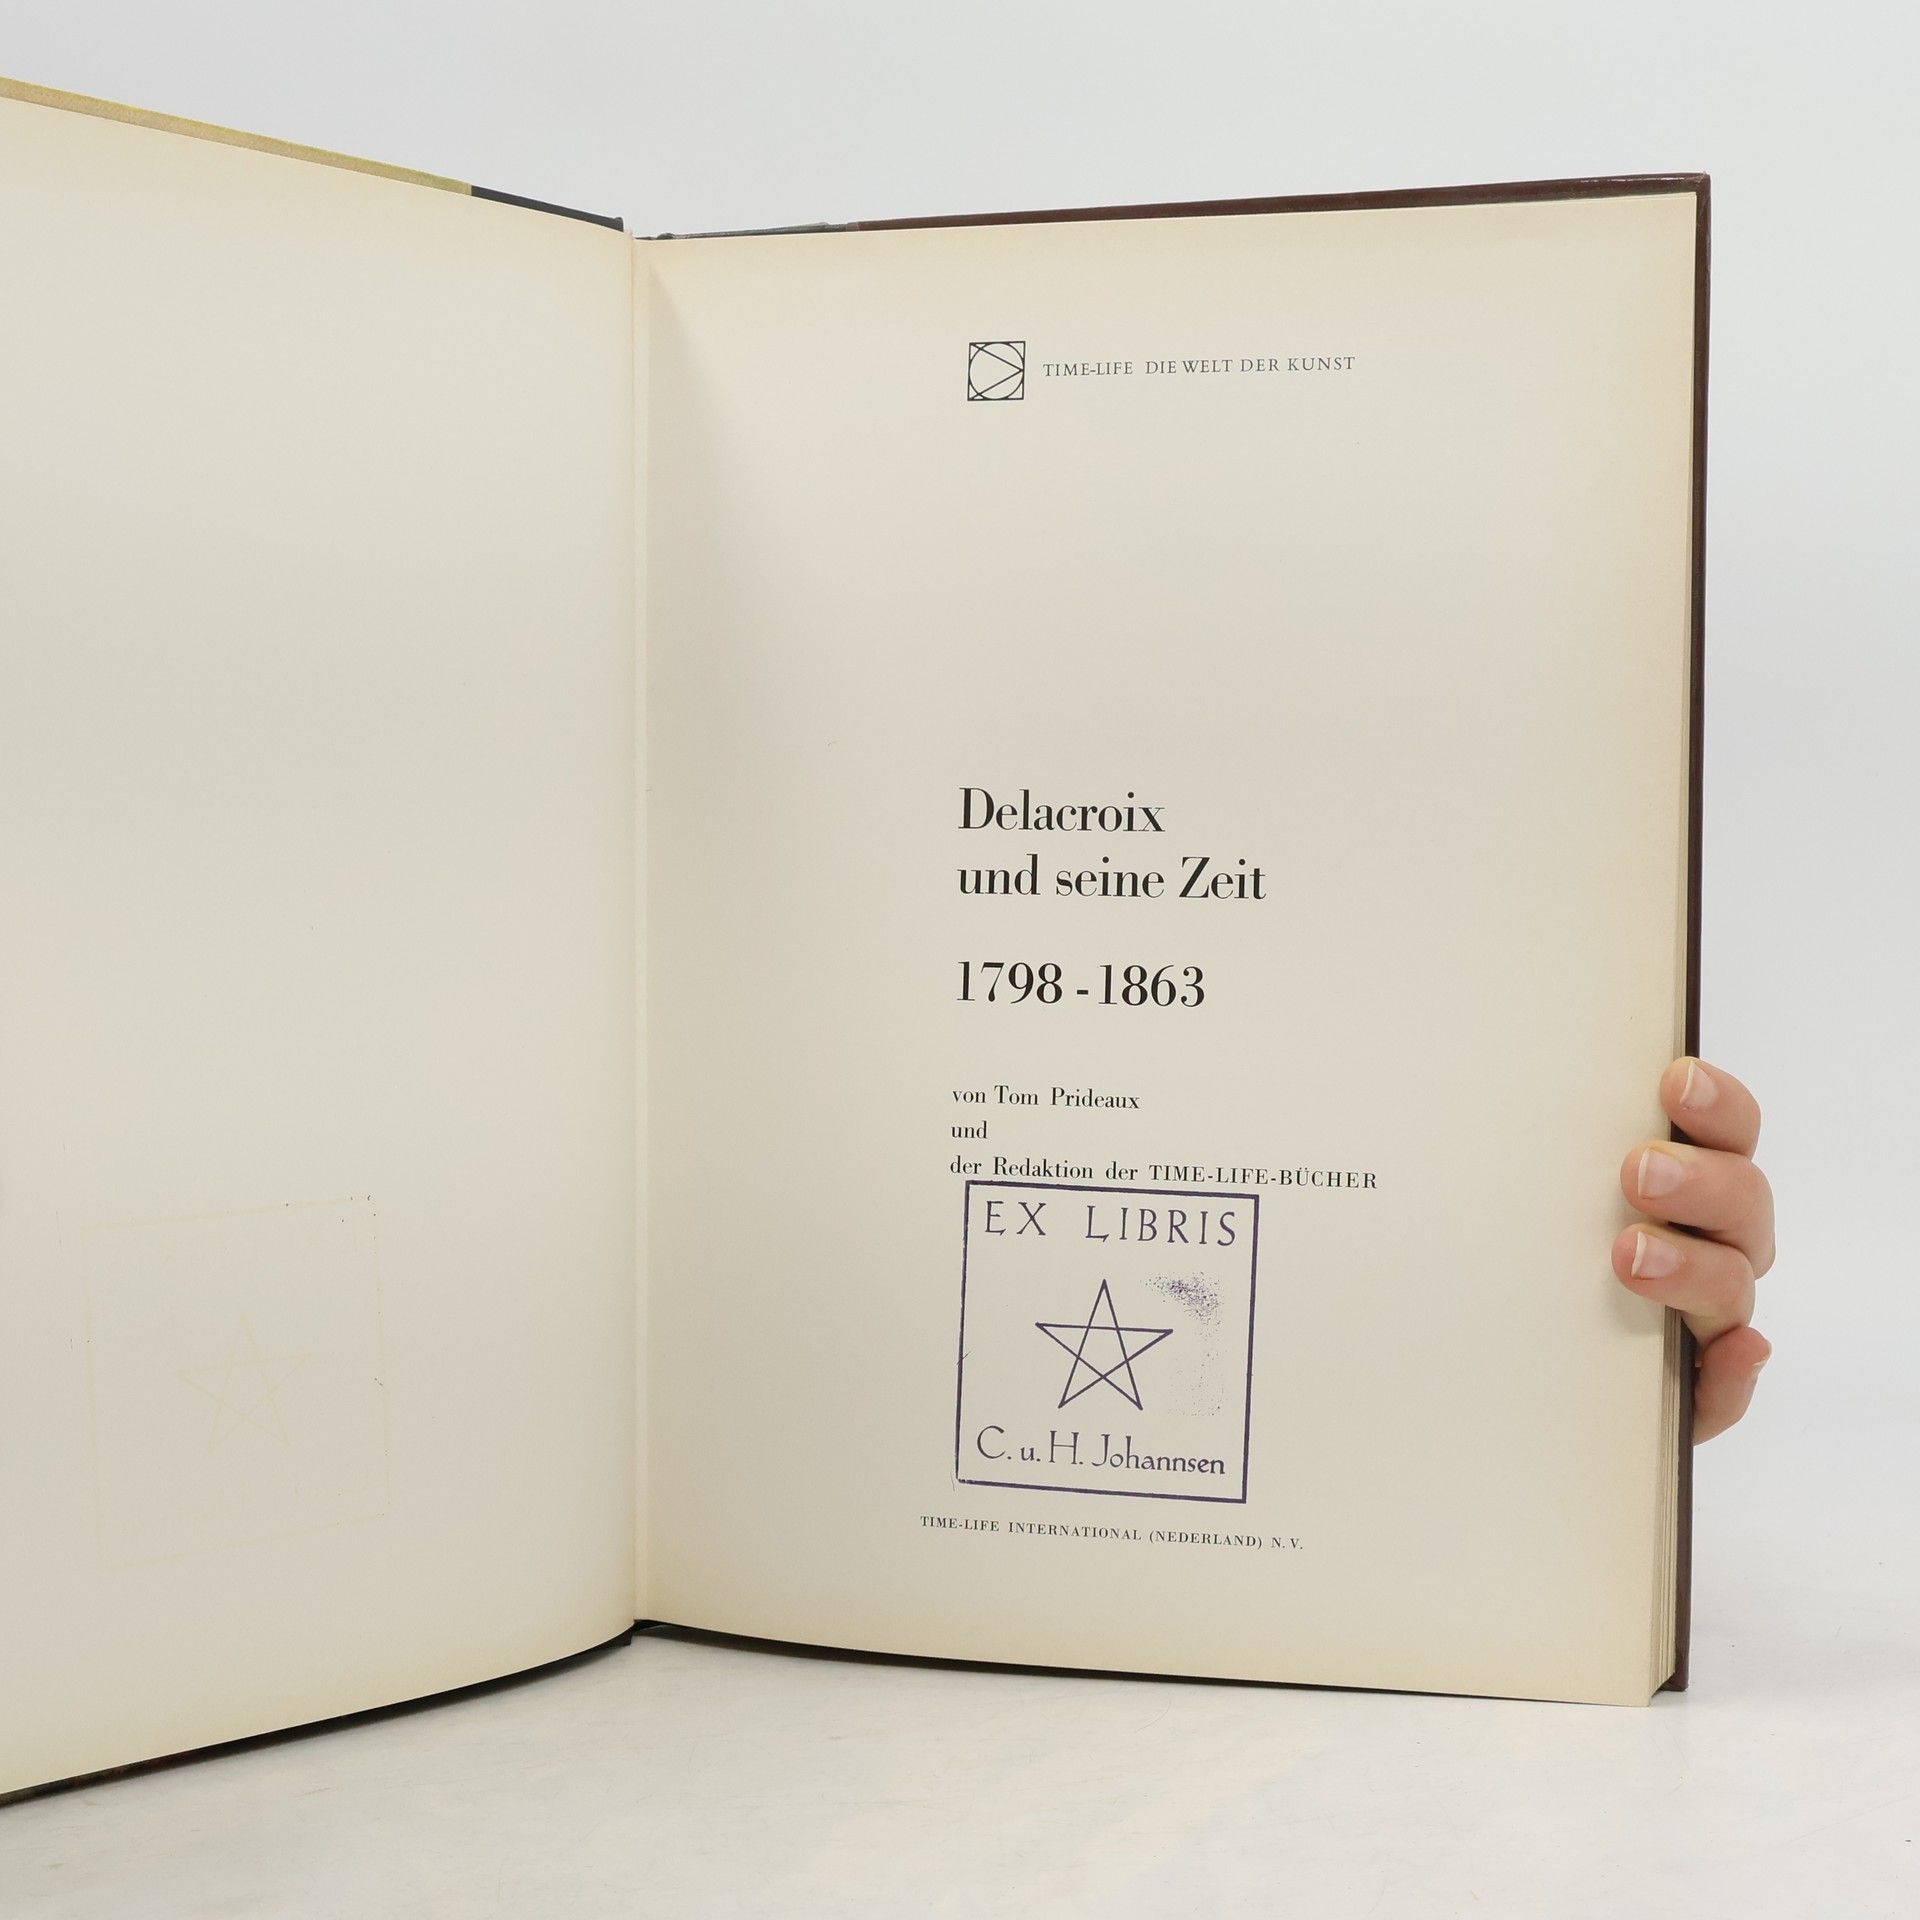 TIME-LIFE DIE WELT DER KUNST
Delacroix
und seine Zeit
1798-1863
von Tom Prideaux
und
der Redaktion der TIME-LIFE-BÜCHER
EX LIBRIS
C. u. H. Johannsen
TIME-LIFE INTERNATIONAL (NEDERLAND) N. V.